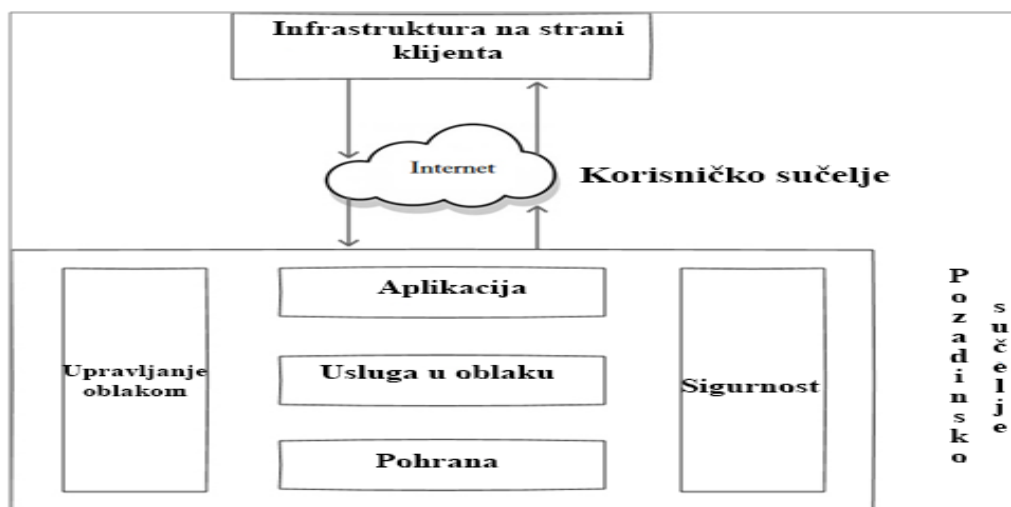 Infrastruktura na strani
klijenta
Internet
Korisničko sučelje
Aplikacija
Upravljanje
oblakom
Usluga u oblaku
Sigurnost
Pohrana
Pozadinsko
sučelje